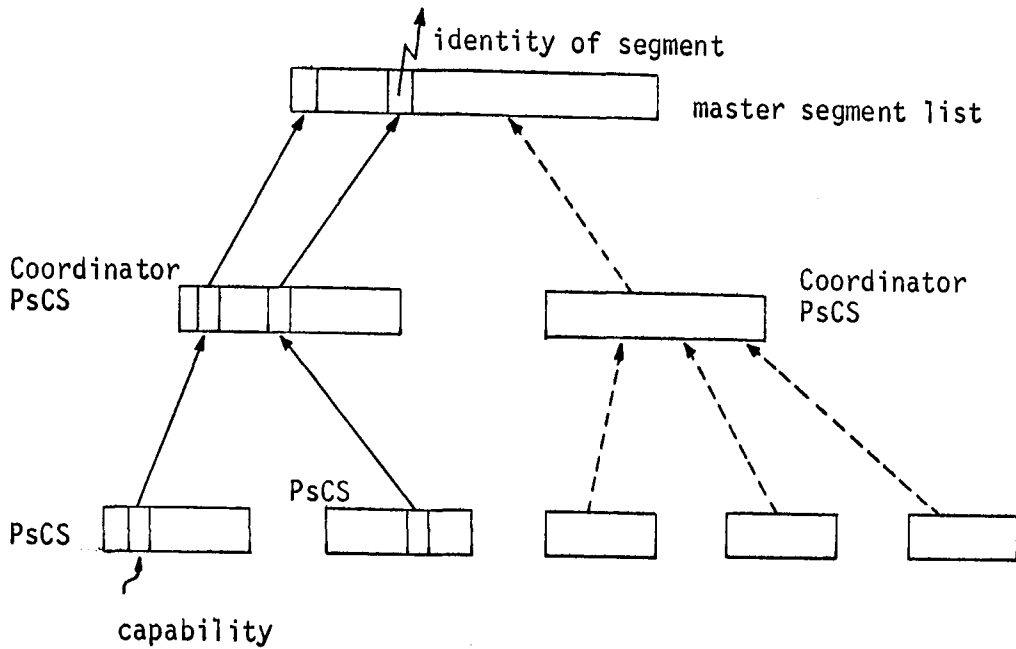 identity of segment
master segment list
Coordinator
PsCS
Coordinator
PsCS
PsCS
PsCS
capability